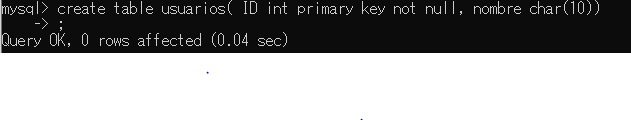 mysql> create table usuarios( ID int primary key not null, nombre char(10))
    -> ;
Query OK, 0 rows affected (0.04 sec)